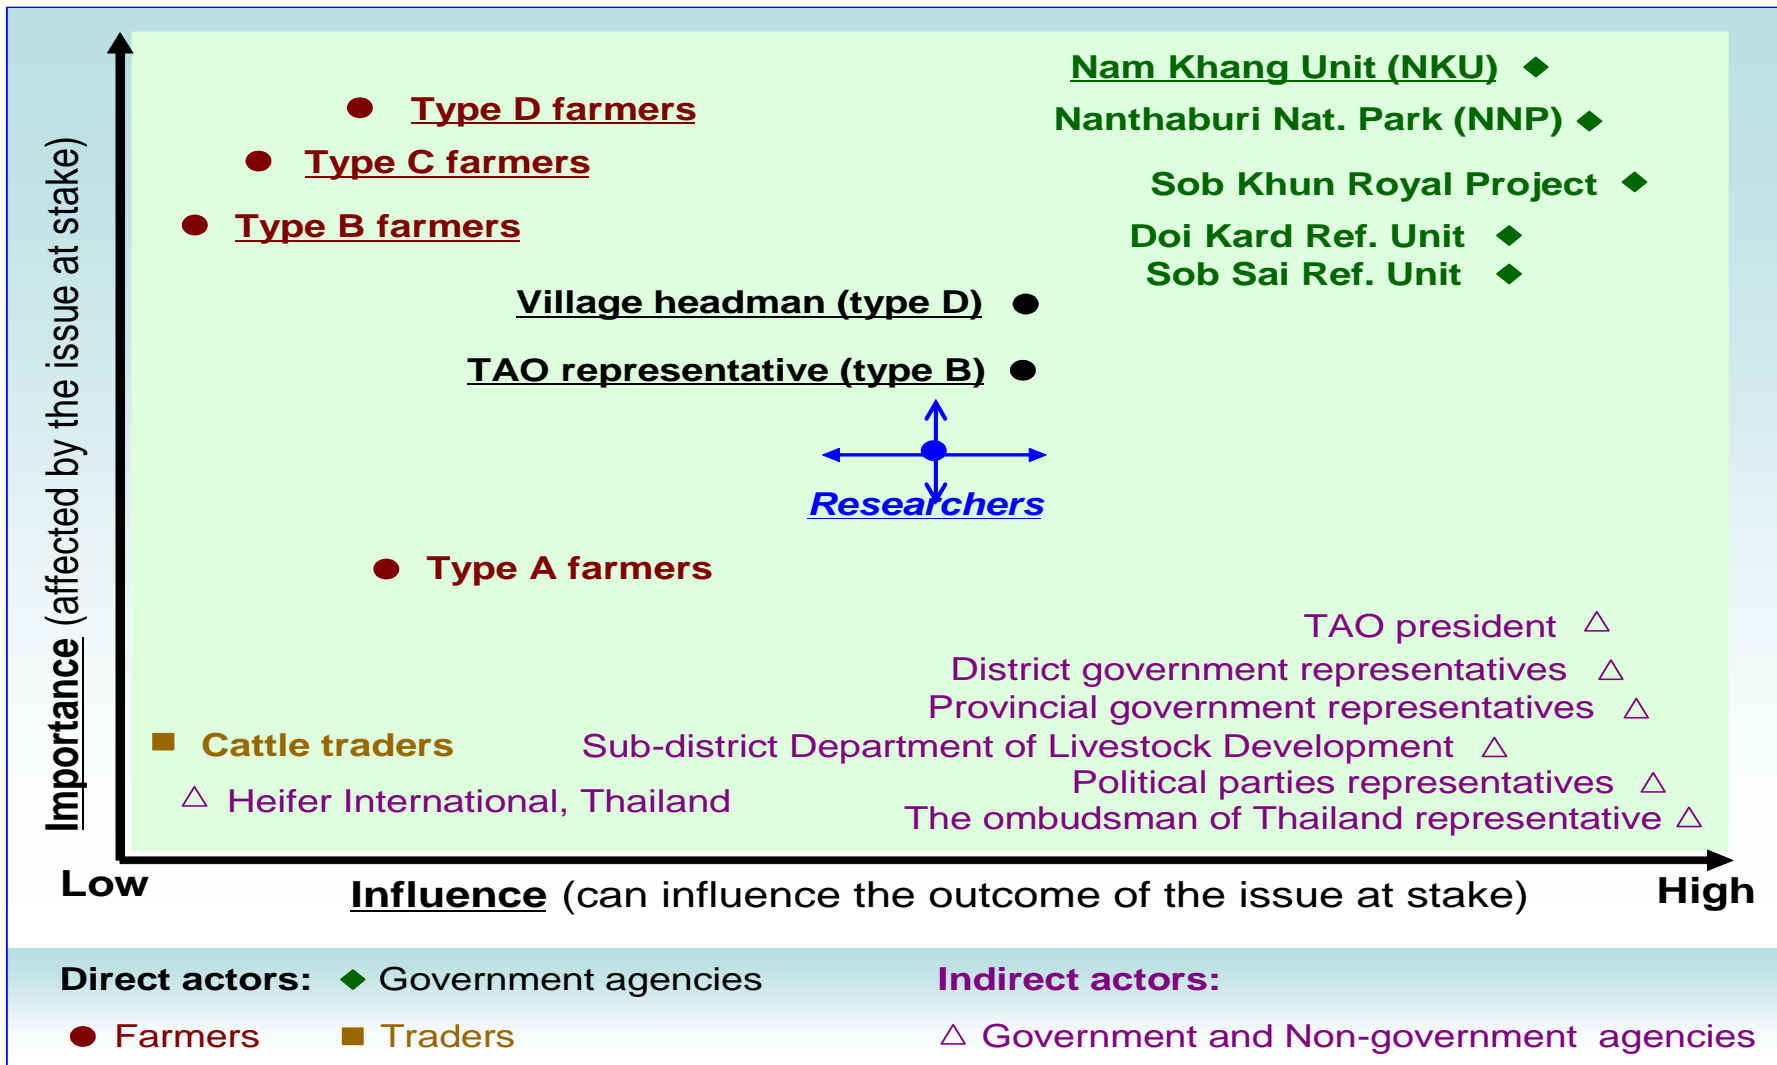 Nam Khang Unit (NKU)
Type D farmers
Nanthaburi Nat. Park (NNP)
Type C farmers
Sob Khun Royal Project
Type B farmers
Doi Kard Ref. Unit
Sob Sai Ref. Unit
Village headman (type D)
TAO representative (type B)
Researchers
Type A farmers
TAO president
District government representatives
Provincial government representatives
Cattle traders
Sub-district Department of Livestock Development
Political parties representatives
Heifer International, Thailand
The ombudsman of Thailand representative
Importance (affected by the issue at stake)
Low
Influence (can influence the outcome of the issue at stake)
High
Direct actors:
Government agencies
Indirect actors:
Farmers
Traders
Government and Non-government agencies